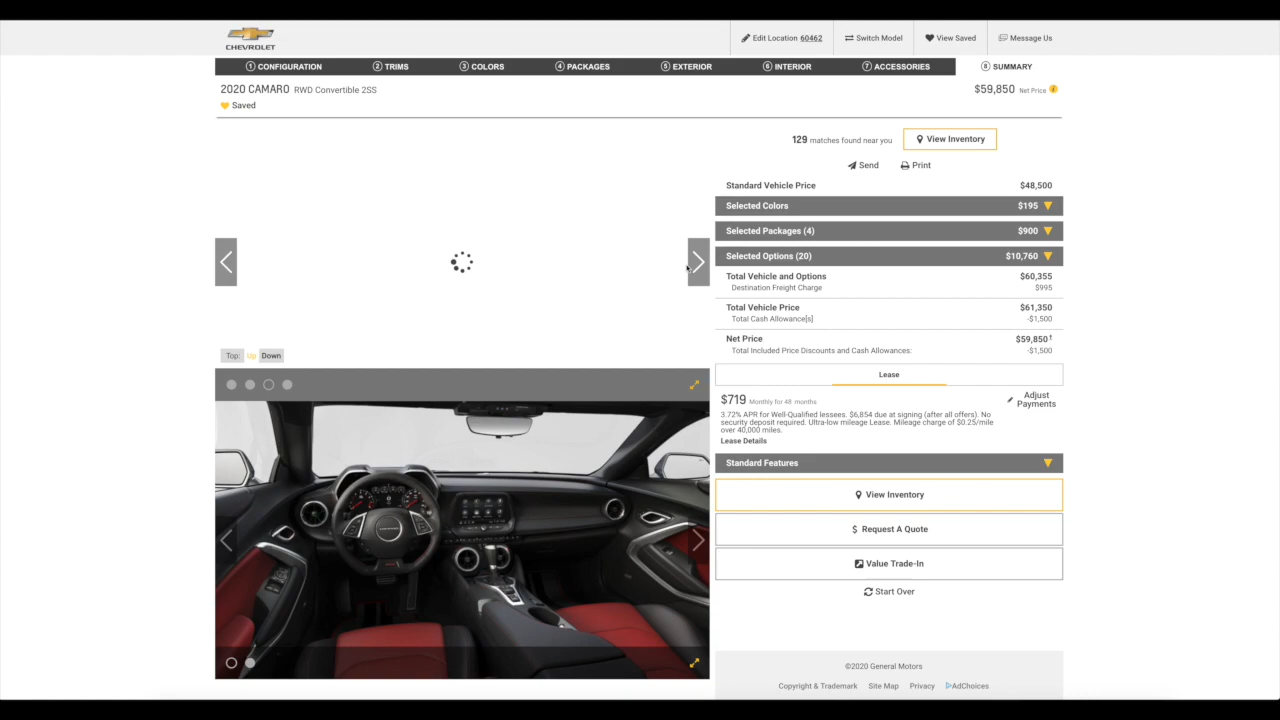 CHEVROLET
Edit Location 60462
Switch Model
View Saved
Message Us
1 CONFIGURATION
2 TRIMS
3 COLORS
4 PACKAGES
5 EXTERIOR
6 INTERIOR
7 ACCESSORIES
8 SUMMARY
2020 CAMARO RWD Convertible 2SS
$59,850 Net Price
Saved
129 matches found near you
View Inventory
Send
Print
Standard Vehicle Price $48,500
Selected Colors $195
Selected Packages (4) $900
Selected Options (20) $10,760
Total Vehicle and Options $60,355
Destination Freight Charge $995
Total Vehicle Price $61,350
Total Cash Allowance[s] -$1,500
Net Price $59,850†
Total Included Price Discounts and Cash Allowances: -$1,500
Top: Up Down
Lease
$719 Monthly for 48 months
Adjust
Payments
3.72% APR for Well-Qualified lessees. $6,854 due at signing (after all offers). No
security deposit required. Ultra-low mileage Lease. Mileage charge of $0.25/mile
over 40,000 miles.
Lease Details
Standard Features
View Inventory
$ Request A Quote
Value Trade-In
Start Over
©2020 General Motors
Copyright & Trademark
Site Map
Privacy
AdChoices